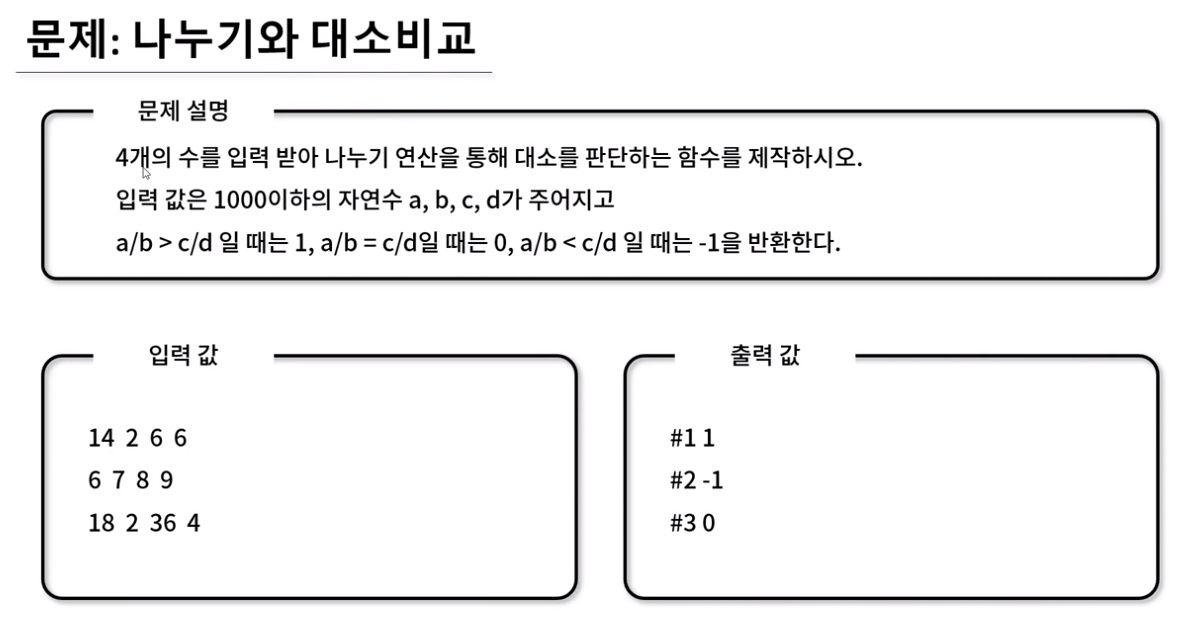 문제: 나누기와 대소비교
문제 설명
4개의 수를 입력 받아 나누기 연산을 통해 대소를 판단하는 함수를 제작하시오.
입력 값은 1000이하의 자연수 a, b, c, d가 주어지고
a/b > c/d 일 때는 1, a/b = c/d일 때는 0, a/b < c/d 일 때는 -1을 반환한다.
입력 값
14 2 6 6
6 7 8 9
18 2 36 4
출력 값
#1 1
#2 -1
#3 0